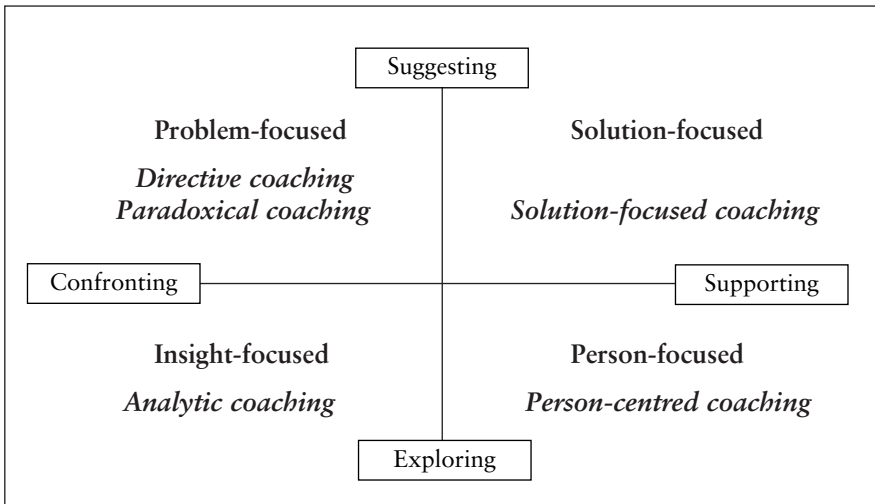 Suggesting
Problem-focused
Solution-focused
Directive coaching
Paradoxical coaching
Solution-focused coaching
Confronting
Supporting
Insight-focused
Person-focused
Analytic coaching
Person-centred coaching
Exploring